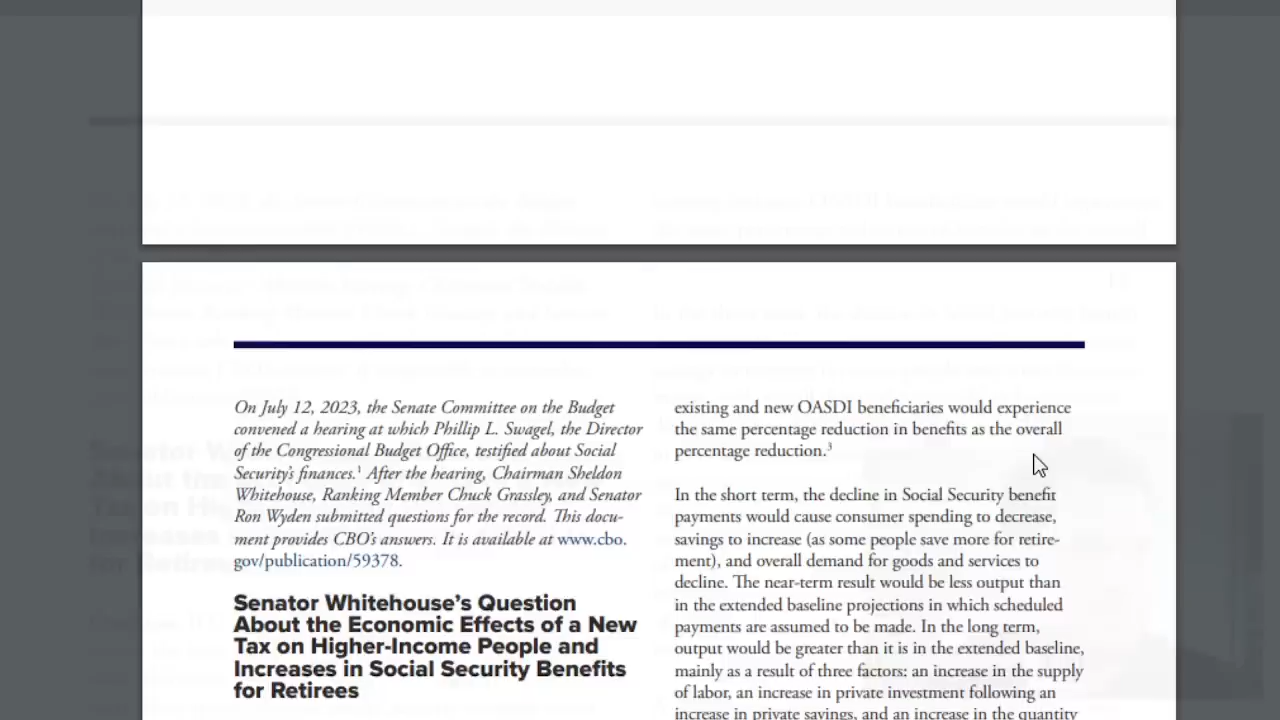 On July 12, 2023, the Senate Committee on the Budget
convened a hearing at which Phillip L. Swagel, the Director
of the Congressional Budget Office, testified about Social
Security's finances.¹ After the hearing, Chairman Sheldon
Whitehouse, Ranking Member Chuck Grassley, and Senator
Ron Wyden submitted questions for the record. This docu-
ment provides CBO's answers. It is available at www.cbo.
gov/publication/59378.
Senator Whitehouse's Question
About the Economic Effects of a New
Tax on Higher-Income People and
Increases in Social Security Benefits
for Retirees
existing and new OASDI beneficiaries would experience
the same percentage reduction in benefits as the overall
percentage reduction.³
In the short term, the decline in Social Security benefit
payments would cause consumer spending to decrease,
savings to increase (as some people save more for retire-
ment), and overall demand for goods and services to
decline. The near-term result would be less output than
in the extended baseline projections in which scheduled
payments are assumed to be made. In the long term,
output would be greater than it is in the extended baseline,
mainly as a result of three factors: an increase in the supply
of labor, an increase in private investment following an
increase in private savings, and an increase in the quantity